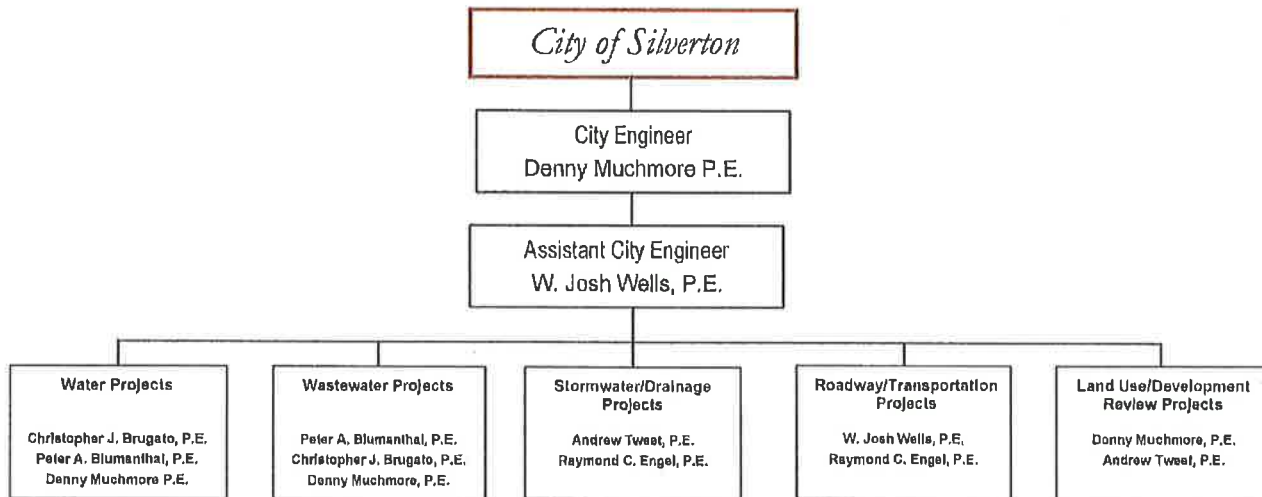 City of Silverton
City Engineer
Denny Muchmore P.E.
Assistant City Engineer
W. Josh Wells, P.E.
Water Projects
Christopher J. Brugato, P.E.
Peter A. Blumanthal, P.E.
Denny Muchmore P.E.
Wastewater Projects
Peter A. Blumanthal, P.E.
Christopher J. Brugato, P.E.
Denny Muchmore, P.E.
Stormwater/Drainage
Projects
Andrew Tweet, P.E.
Raymond C. Engel, P.E.
Roadway/Transportation
Projects
W. Josh Wells, P.E.
Raymond C. Engel, P.E.
Land Use/Development
Review Projects
Denny Muchmore, P.E.
Andrew Tweet, P.E.